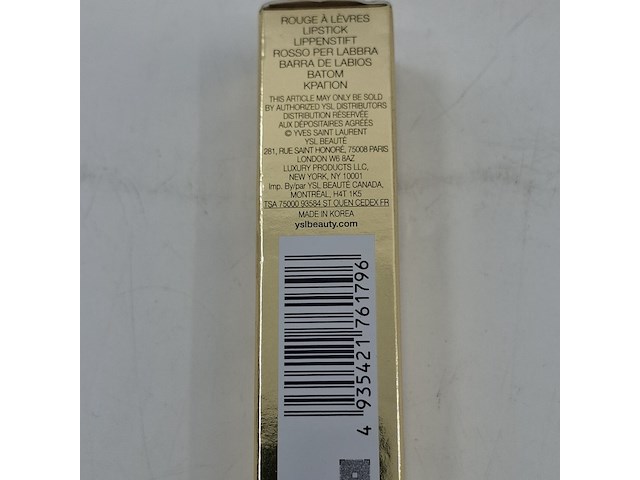 ROUGE À LÈVRES
LIPSTICK
LIPPENSTIFT
ROSSO PER LABBRA
BARRA DE LABIOS
BATOM
ΚΡΑΓΙΟΝ
THIS ARTICLE MAY ONLY BE SOLD
BY AUTHORIZED YSL DISTRIBUTORS
DISTRIBUTION RÉSERVÉE
AUX DÉPOSITAIRES AGRÉÉS
© YVES SAINT LAURENT
YSL BEAUTÉ
281, RUE SAINT HONORÉ, 75008 PARIS
LONDON W6 8AZ
LUXURY PRODUCTS LLC,
NEW YORK, NY 10001
Imp. By/par YSL BEAUTÉ CANADA,
MONTRÉAL, H4T 1K5
TSA 75000 93584 ST OUEN CEDEX FR
MADE IN KOREA
yslbeauty.com
4 935421 761796